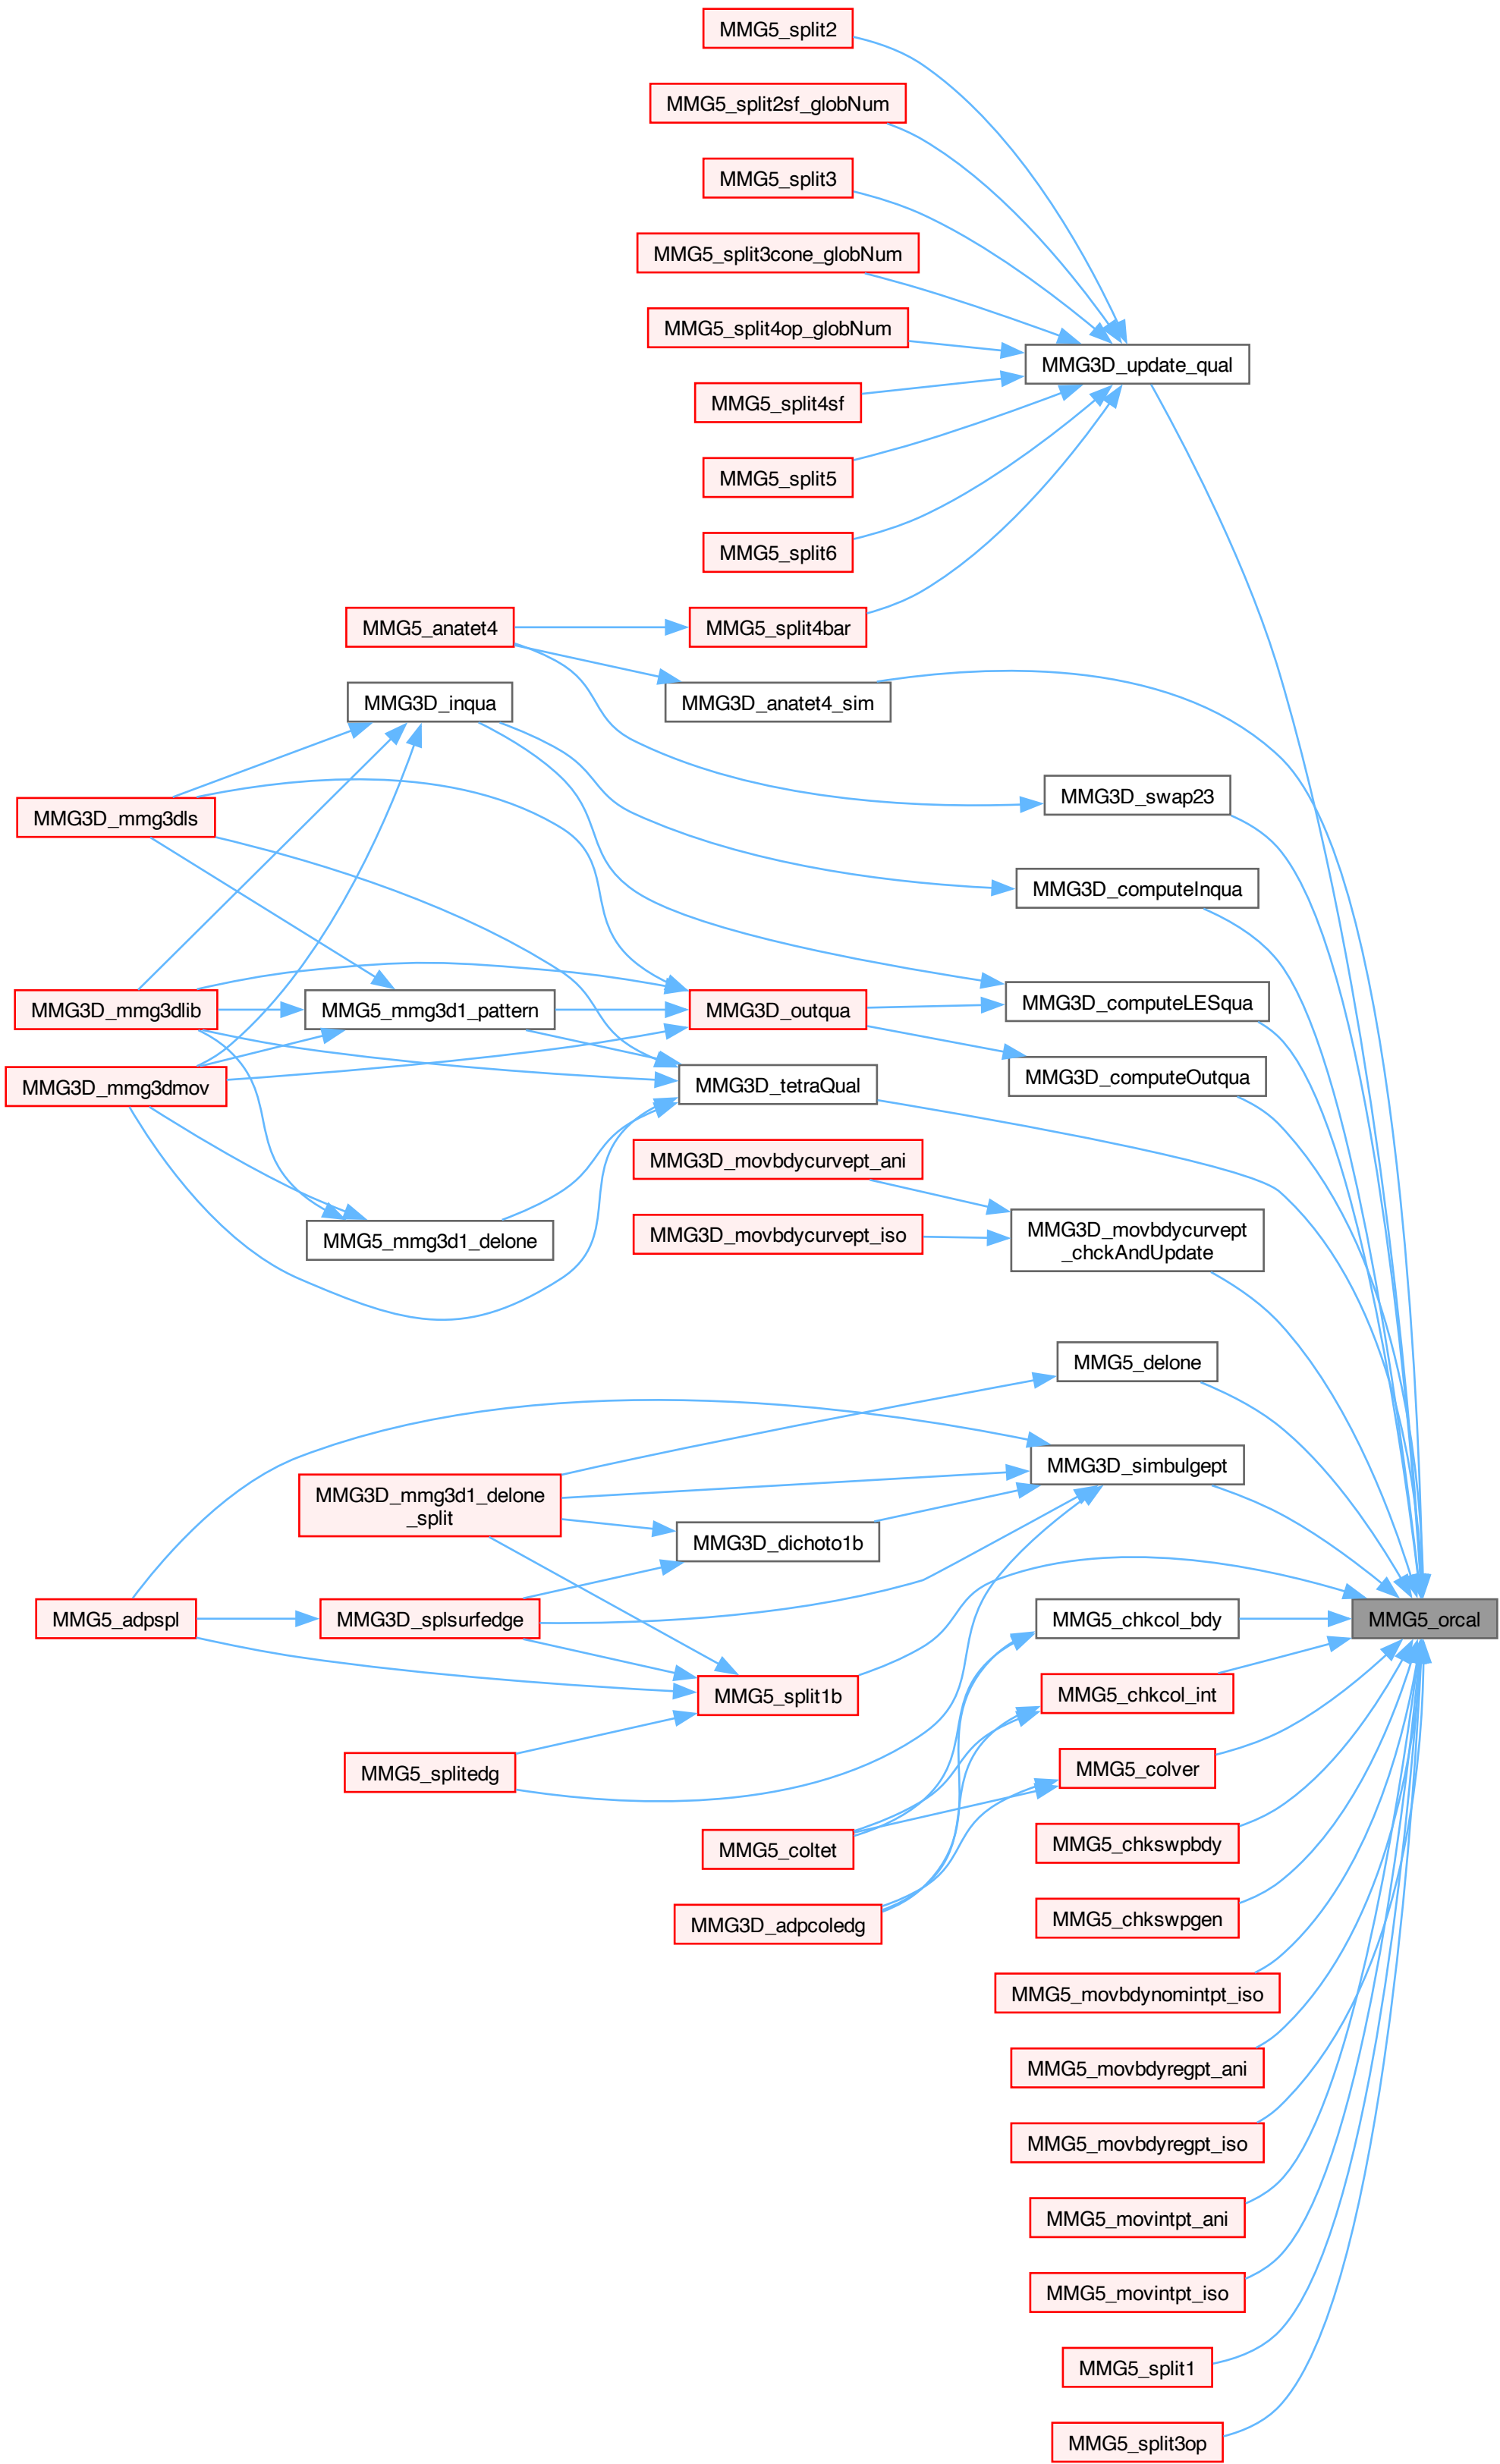 MMG5_split2
MMG5_split2sf_globNum
MMG5_split3
MMG5_split3cone_globNum
MMG5_split4op_globNum
MMG3D_update_qual
MMG5_split4sf
MMG5_split5
MMG5_split6
MMG5_anatet4
MMG5_split4bar
MMG3D_inqua
MMG3D_anatet4_sim
MMG3D_mmg3dls
MMG3D_swap23
MMG3D_computeInqua
MMG3D_mmg3dlib
MMG5_mmg3d1_pattern
MMG3D_outqua
MMG3D_computeLESqua
MMG3D_mmg3dmov
MMG3D_tetraQual
MMG3D_computeOutqua
MMG3D_movbdycurvept_ani
MMG5_mmg3d1_delone
MMG3D_movbdycurvept_iso
MMG3D_movbdycurvept
_chckAndUpdate
MMG5_delone
MMG3D_simbulgept
MMG3D_mmg3d1_delone
_split
MMG3D_dichoto1b
MMG5_adpspl
MMG3D_splsurfedge
MMG5_chkcol_bdy
MMG5_orcal
MMG5_split1b
MMG5_chkcol_int
MMG5_splitedg
MMG5_colver
MMG5_coltet
MMG5_chkswpbdy
MMG3D_adpcoledg
MMG5_chkswpgen
MMG5_movbdynomintpt_iso
MMG5_movbdyregpt_ani
MMG5_movbdyregpt_iso
MMG5_movintpt_ani
MMG5_movintpt_iso
MMG5_split1
MMG5_split3op